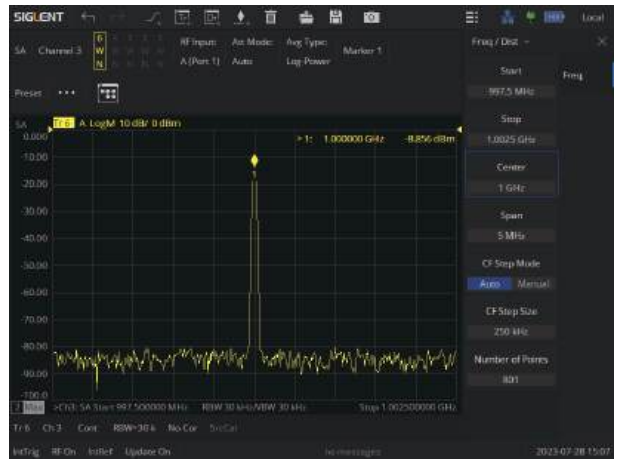 SIGLENT
Local
SA Channel 3
6
W
N
RF Input:
A (Port 1)
Att Mode:
Auto
Avg Type:
Log-Power
Marker 1
Preset
SA Tr 6 A LogM 10 dB/ 0 dBm
> 1: 1.000000 GHz -8.856 dBm
0.000
-10.00
-20.00
-30.00
-40.00
-50.00
-60.00
-70.00
-80.00
-90.00
-100.0
1
>Ch3: SA Start 997.500000 MHz RBW 30 kHz/VBW 30 kHz Stop 1.002500000 GHz
Tr 6 Ch 3 Cont RBW=30 k No Cor SrcCal
IntTrig RF On IntRef Update On no messages 2023-07-28 15:07
Freq / Dist
Freq
Start
997.5 MHz
Stop
1.0025 GHz
Center
1 GHz
Span
5 MHz
CF Step Mode
Auto Manual
CF Step Size
250 kHz
Number of Points
801